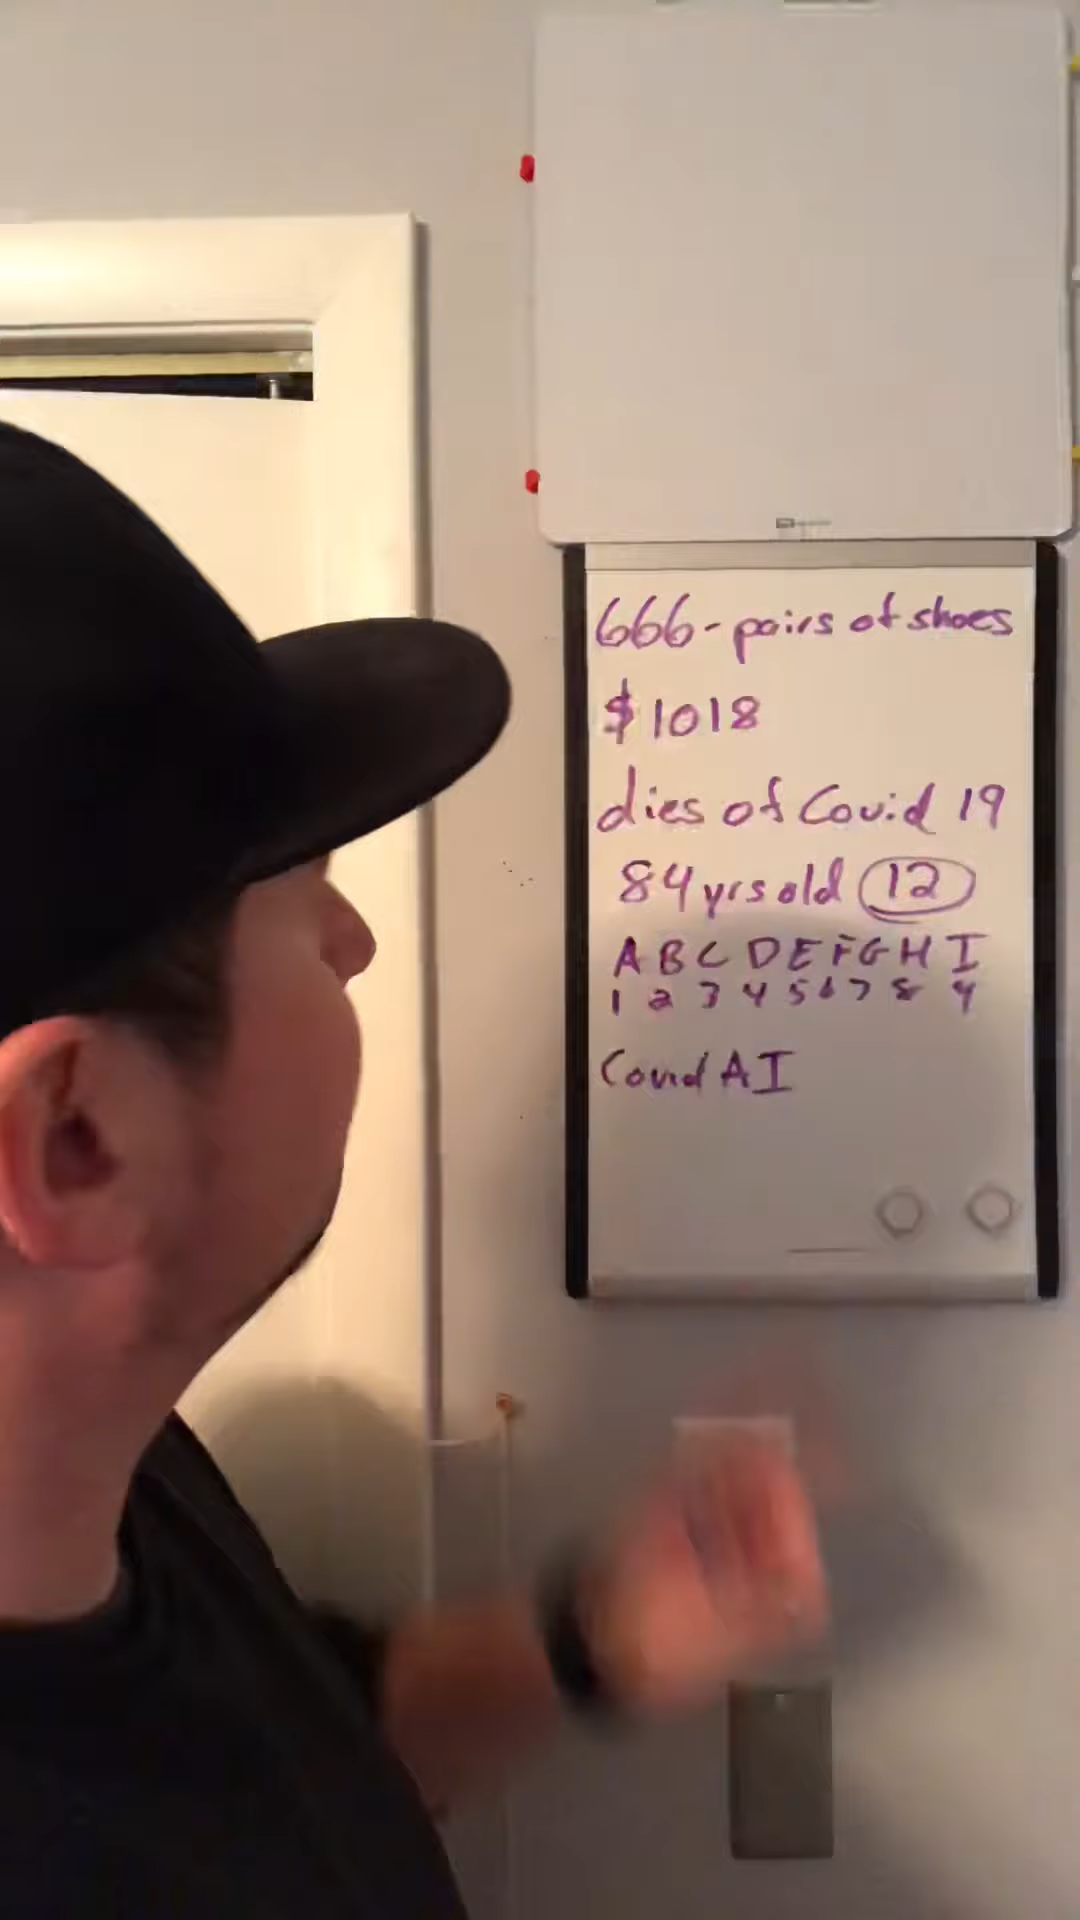 666-pairs of shoes
$1018
dies of Covid 19
84 yrs old 12
A B C D E F G H I
1 2 3 4 5 6 7 8 9
Covid AI